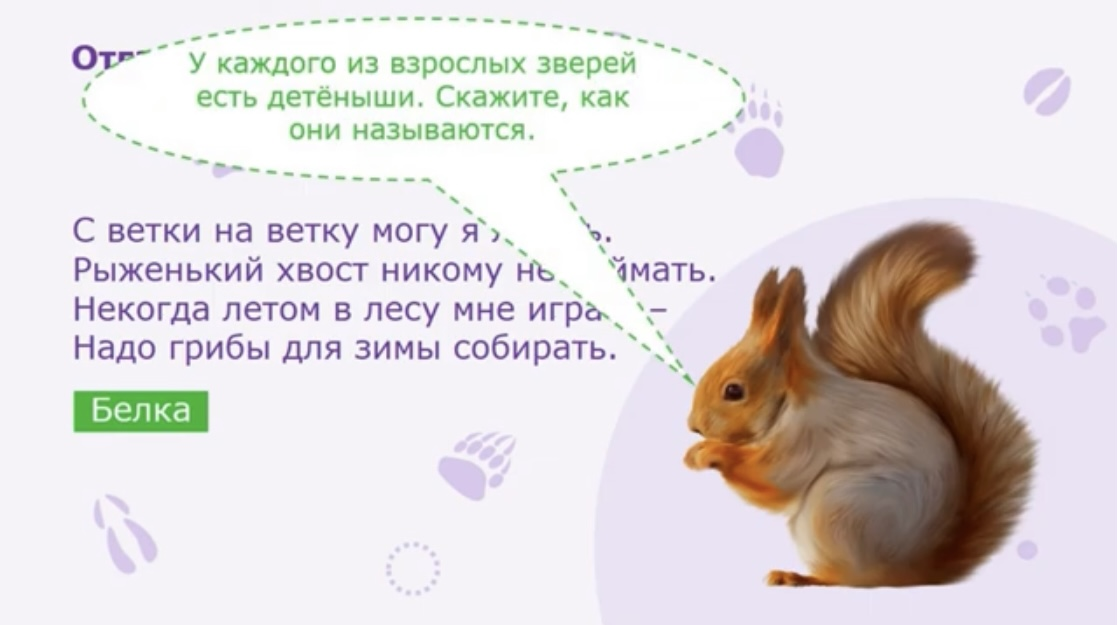 У каждого из взрослых зверей
есть детёныши. Скажите, как
они называются.
С ветки на ветку могу я
Рыженький хвост никому не
Некогда летом в лесу мне –
Надо грибы для зимы собирать.
Белка